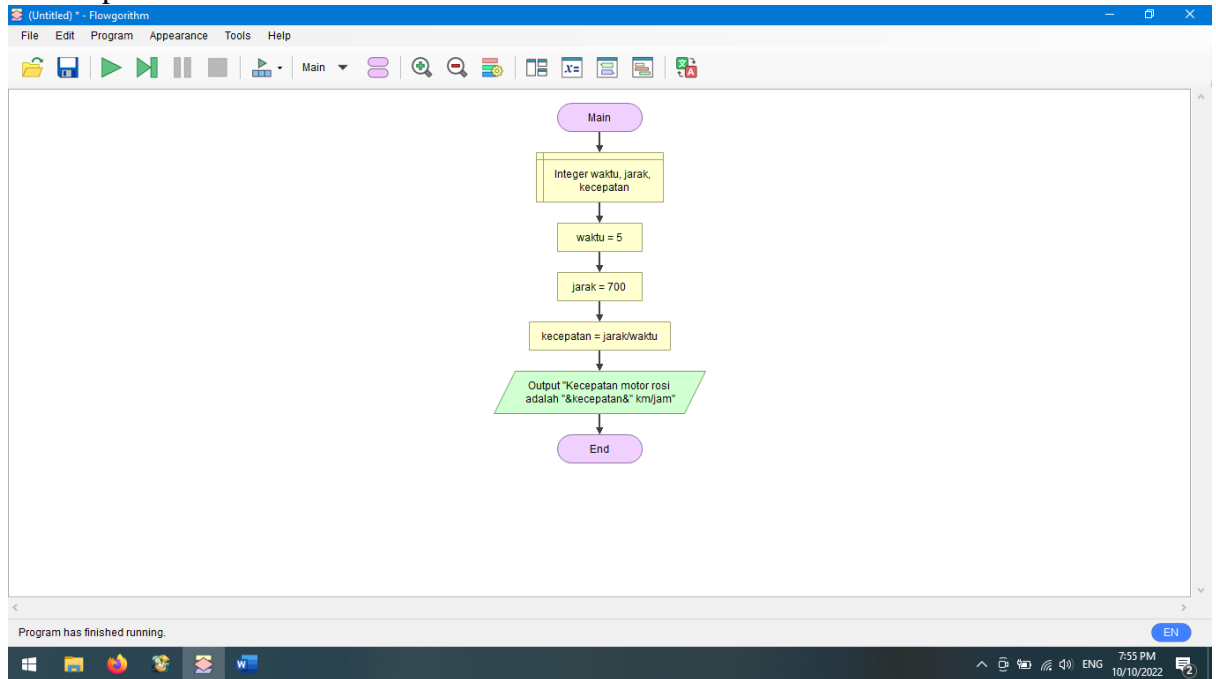 (Untitled) * - Flowgorithm
File Edit Program Appearance Tools Help
Main
x=
Main
Integer waktu, jarak,
kecepatan
waktu = 5
jarak = 700
kecepatan = jarak/waktu
Output "Kecepatan motor rosi
adalah "&kecepatan&" km/jam"
End
Program has finished running.
EN
ENG
7:55 PM
10/10/2022
2